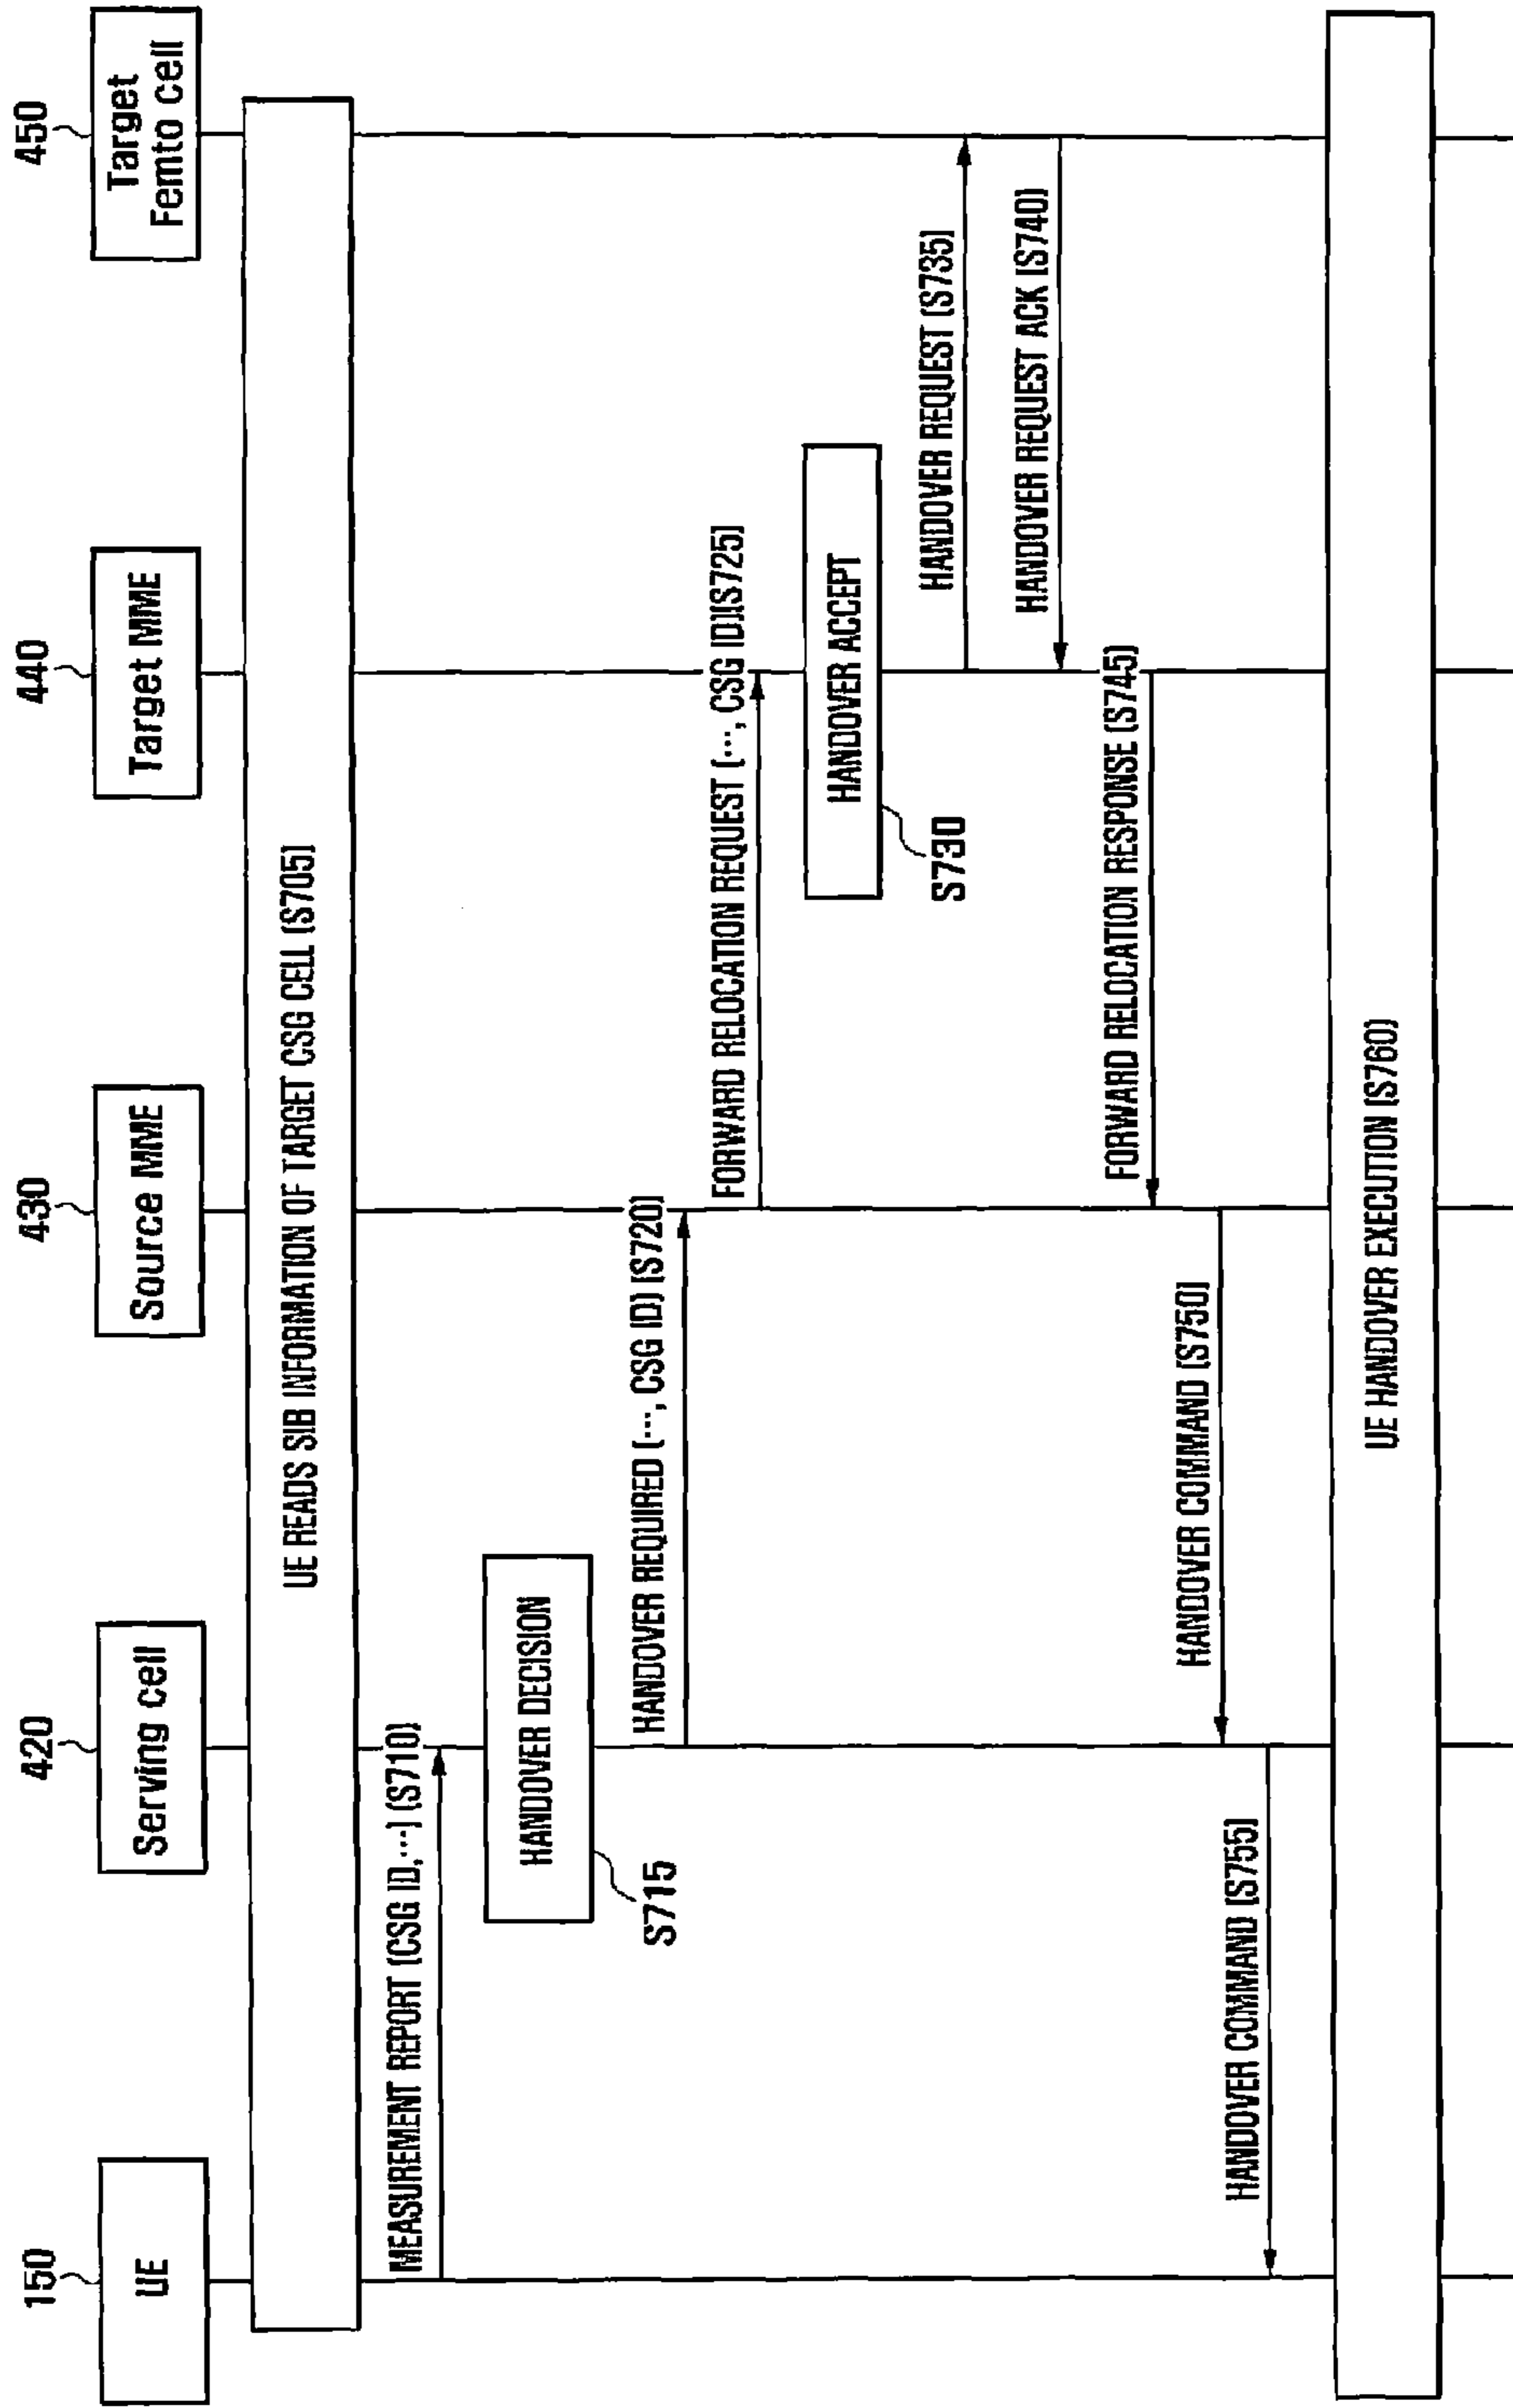 150
420
430
440
450
UE
Serving cell
Source MME
Target MME
Target
Femto cell
UE READS SIB INFORMATION OF TARGET CSG CELL (S705)
MEASUREMENT REPORT (CSG ID,···) (S710)
HANDOVER DECISION
S715
HANDOVER REQUIRED (···, CSG ID) (S720)
FORWARD RELOCATION REQUEST (···, CSG ID)(S725)
HANDOVER ACCEPT
S730
HANDOVER REQUEST (S735)
HANDOVER REQUEST ACK (S740)
FORWARD RELOCATION RESPONSE (S745)
HANDOVER COMMAND (S750)
HANDOVER COMMAND (S755)
UE HANDOVER EXECUTION (S760)